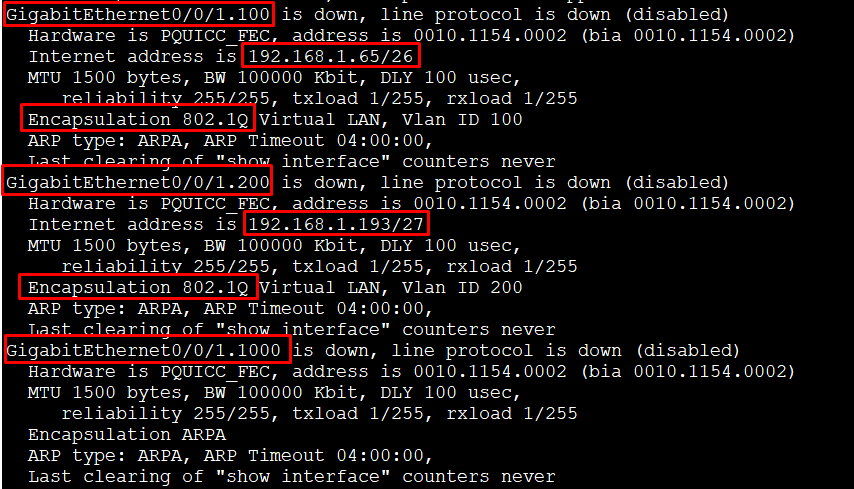 GigabitEthernet0/0/1.100 is down, line protocol is down (disabled)
Hardware is PQUICC_FEC, address is 0010.1154.0002 (bia 0010.1154.0002)
Internet address is 192.168.1.65/26
MTU 1500 bytes, BW 100000 Kbit, DLY 100 usec,
reliability 255/255, txload 1/255, rxload 1/255
Encapsulation 802.1Q Virtual LAN, Vlan ID 100
ARP type: ARPA, ARP Timeout 04:00:00,
Last clearing of "show interface" counters never
GigabitEthernet0/0/1.200 is down, line protocol is down (disabled)
Hardware is PQUICC_FEC, address is 0010.1154.0002 (bia 0010.1154.0002)
Internet address is 192.168.1.193/27
MTU 1500 bytes, BW 100000 Kbit, DLY 100 usec,
reliability 255/255, txload 1/255, rxload 1/255
Encapsulation 802.1Q Virtual LAN, Vlan ID 200
ARP type: ARPA, ARP Timeout 04:00:00,
Last clearing of "show interface" counters never
GigabitEthernet0/0/1.1000 is down, line protocol is down (disabled)
Hardware is PQUICC_FEC, address is 0010.1154.0002 (bia 0010.1154.0002)
MTU 1500 bytes, BW 100000 Kbit, DLY 100 usec,
reliability 255/255, txload 1/255, rxload 1/255
Encapsulation ARPA
ARP type: ARPA, ARP Timeout 04:00:00,
Last clearing of "show interface" counters never